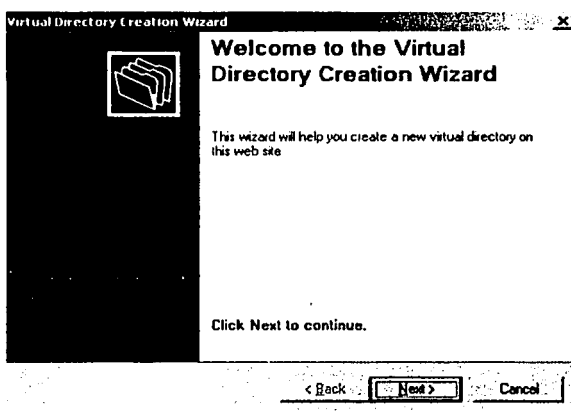 Virtual Directory Creation Wizard
Welcome to the Virtual
Directory Creation Wizard
This wizard will help you create a new virtual directory on
this web site
Click Next to continue.
< Back
Next >
Cancel